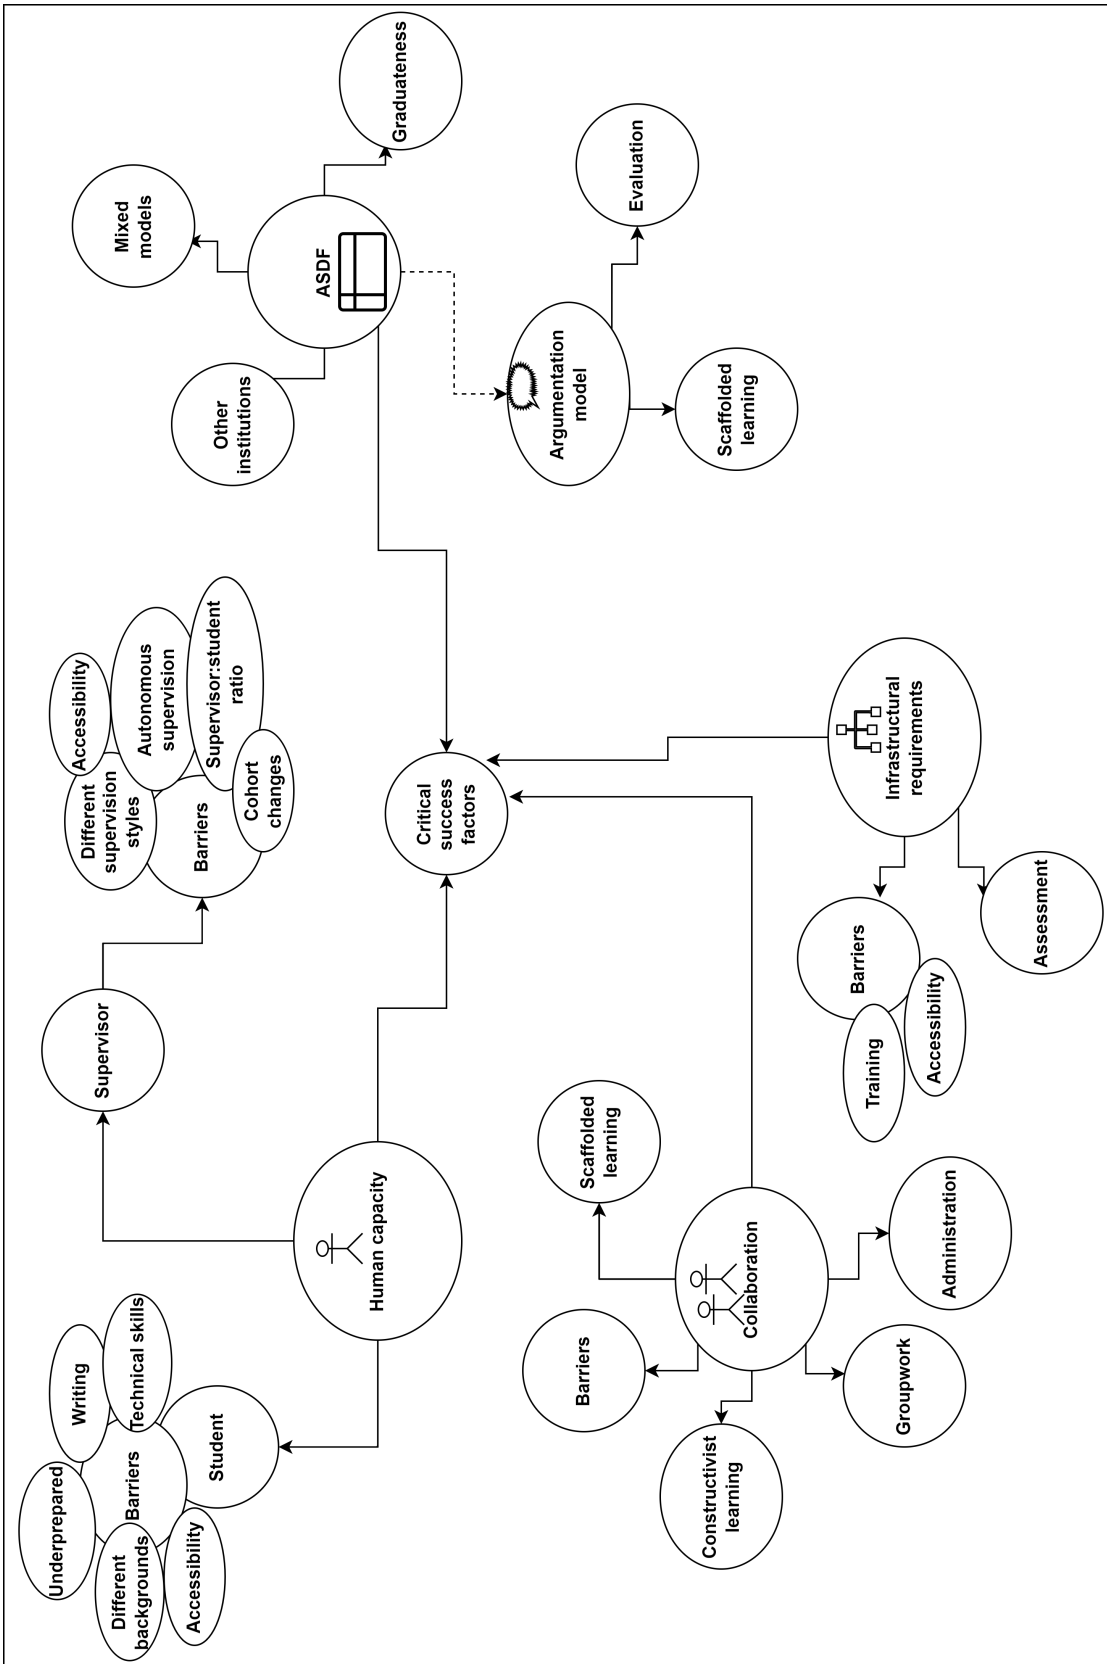 Underprepared
Writing
Different
backgrounds
Barriers
Technical skills
Accessibility
Student
Supervisor
Different
supervision
styles
Accessibility
Autonomous
supervision
Barriers
Supervisor:student
ratio
Cohort
changes
Human capacity
Critical
success
factors
Other
institutions
Mixed
models
ASDF
Graduateness
Argumentation
model
Evaluation
Scaffolded
learning
Barriers
Scaffolded
learning
Constructivist
learning
Collaboration
Groupwork
Administration
Infrastructural
requirements
Barriers
Training
Accessibility
Assessment